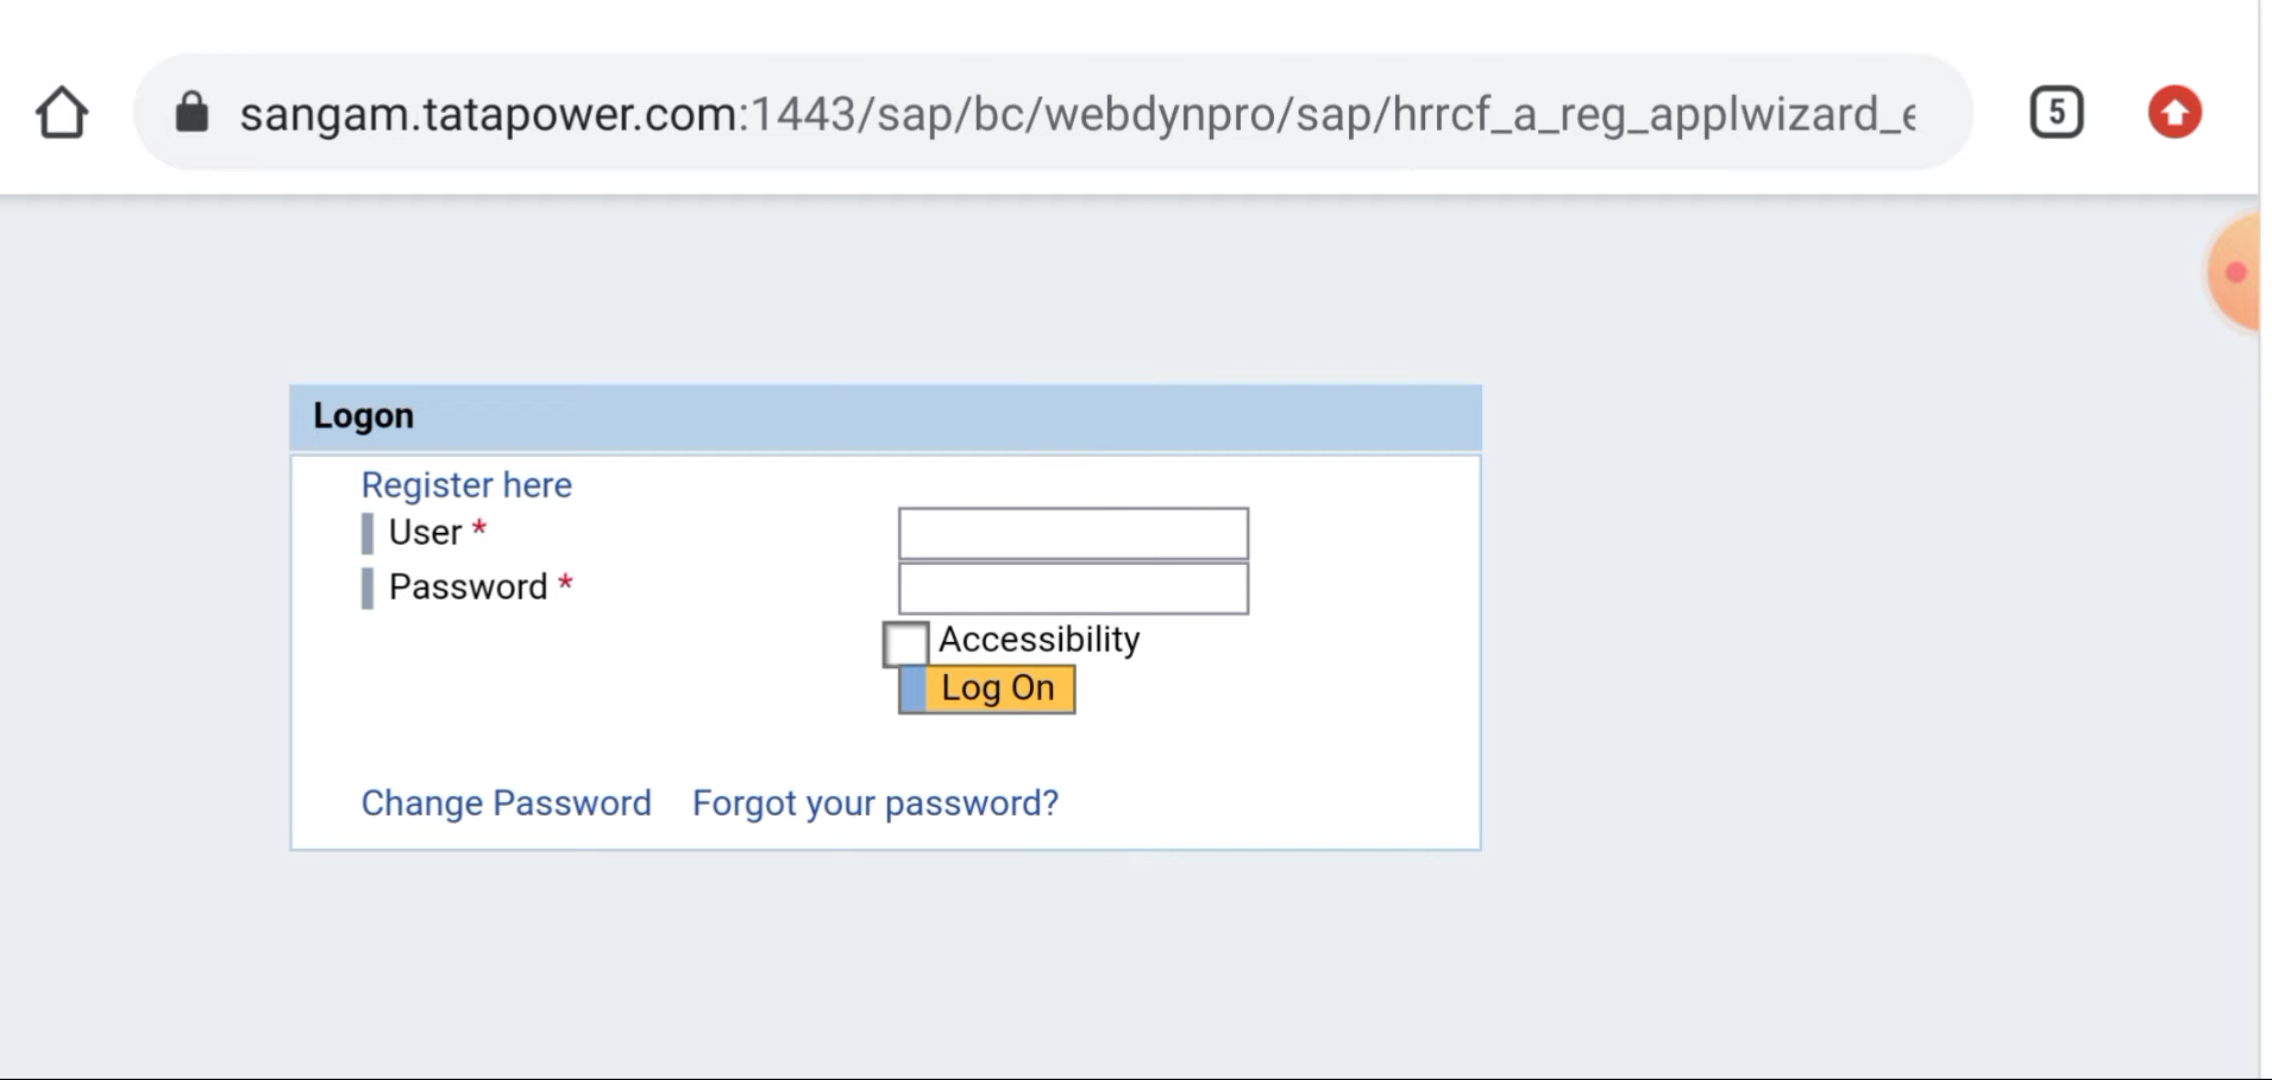 sangam.tatapower.com:1443/sap/bc/webdynpro/sap/hrrcf_a_reg_applwizard_e
5
Logon
Register here
User *
Password *
Accessibility
Log On
Change Password Forgot your password?